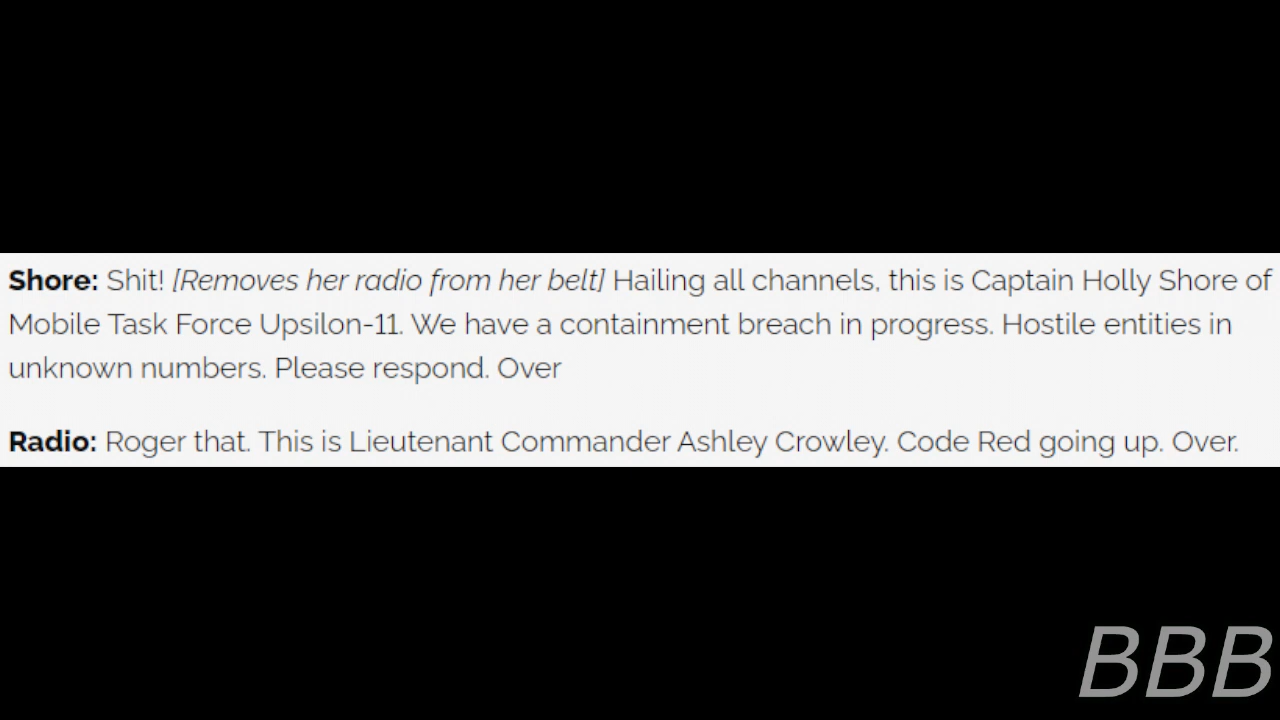 Shore: Shit! [Removes her radio from her belt] Hailing all channels, this is Captain Holly Shore of
Mobile Task Force Upsilon-11. We have a containment breach in progress. Hostile entities in
unknown numbers. Please respond. Over
Radio: Roger that. This is Lieutenant Commander Ashley Crowley. Code Red going up. Over.
BBB